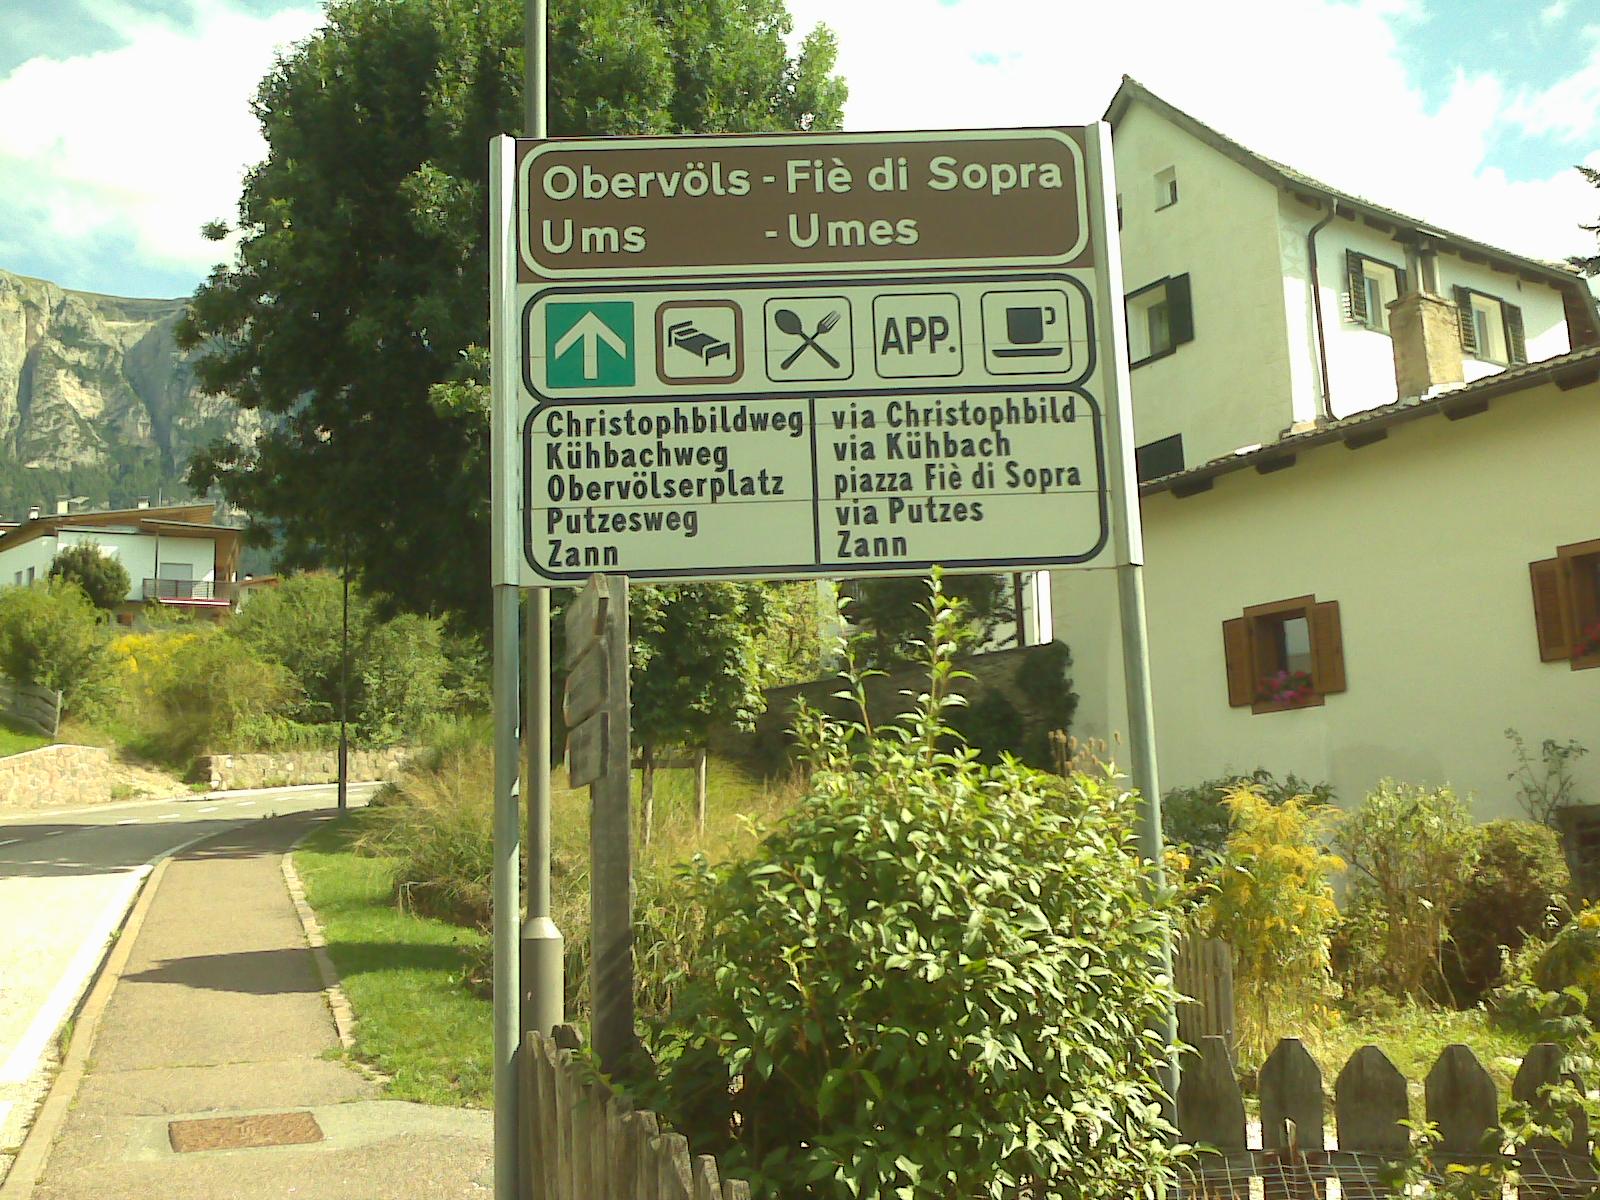 Obervöls - Fiè di Sopra
Ums - Umes
APP.
Christophbildweg
Kühbachweg
Obervölserplatz
Putzesweg
Zann
via Christophbild
via Kühbach
piazza Fiè di Sopra
via Putzes
Zann